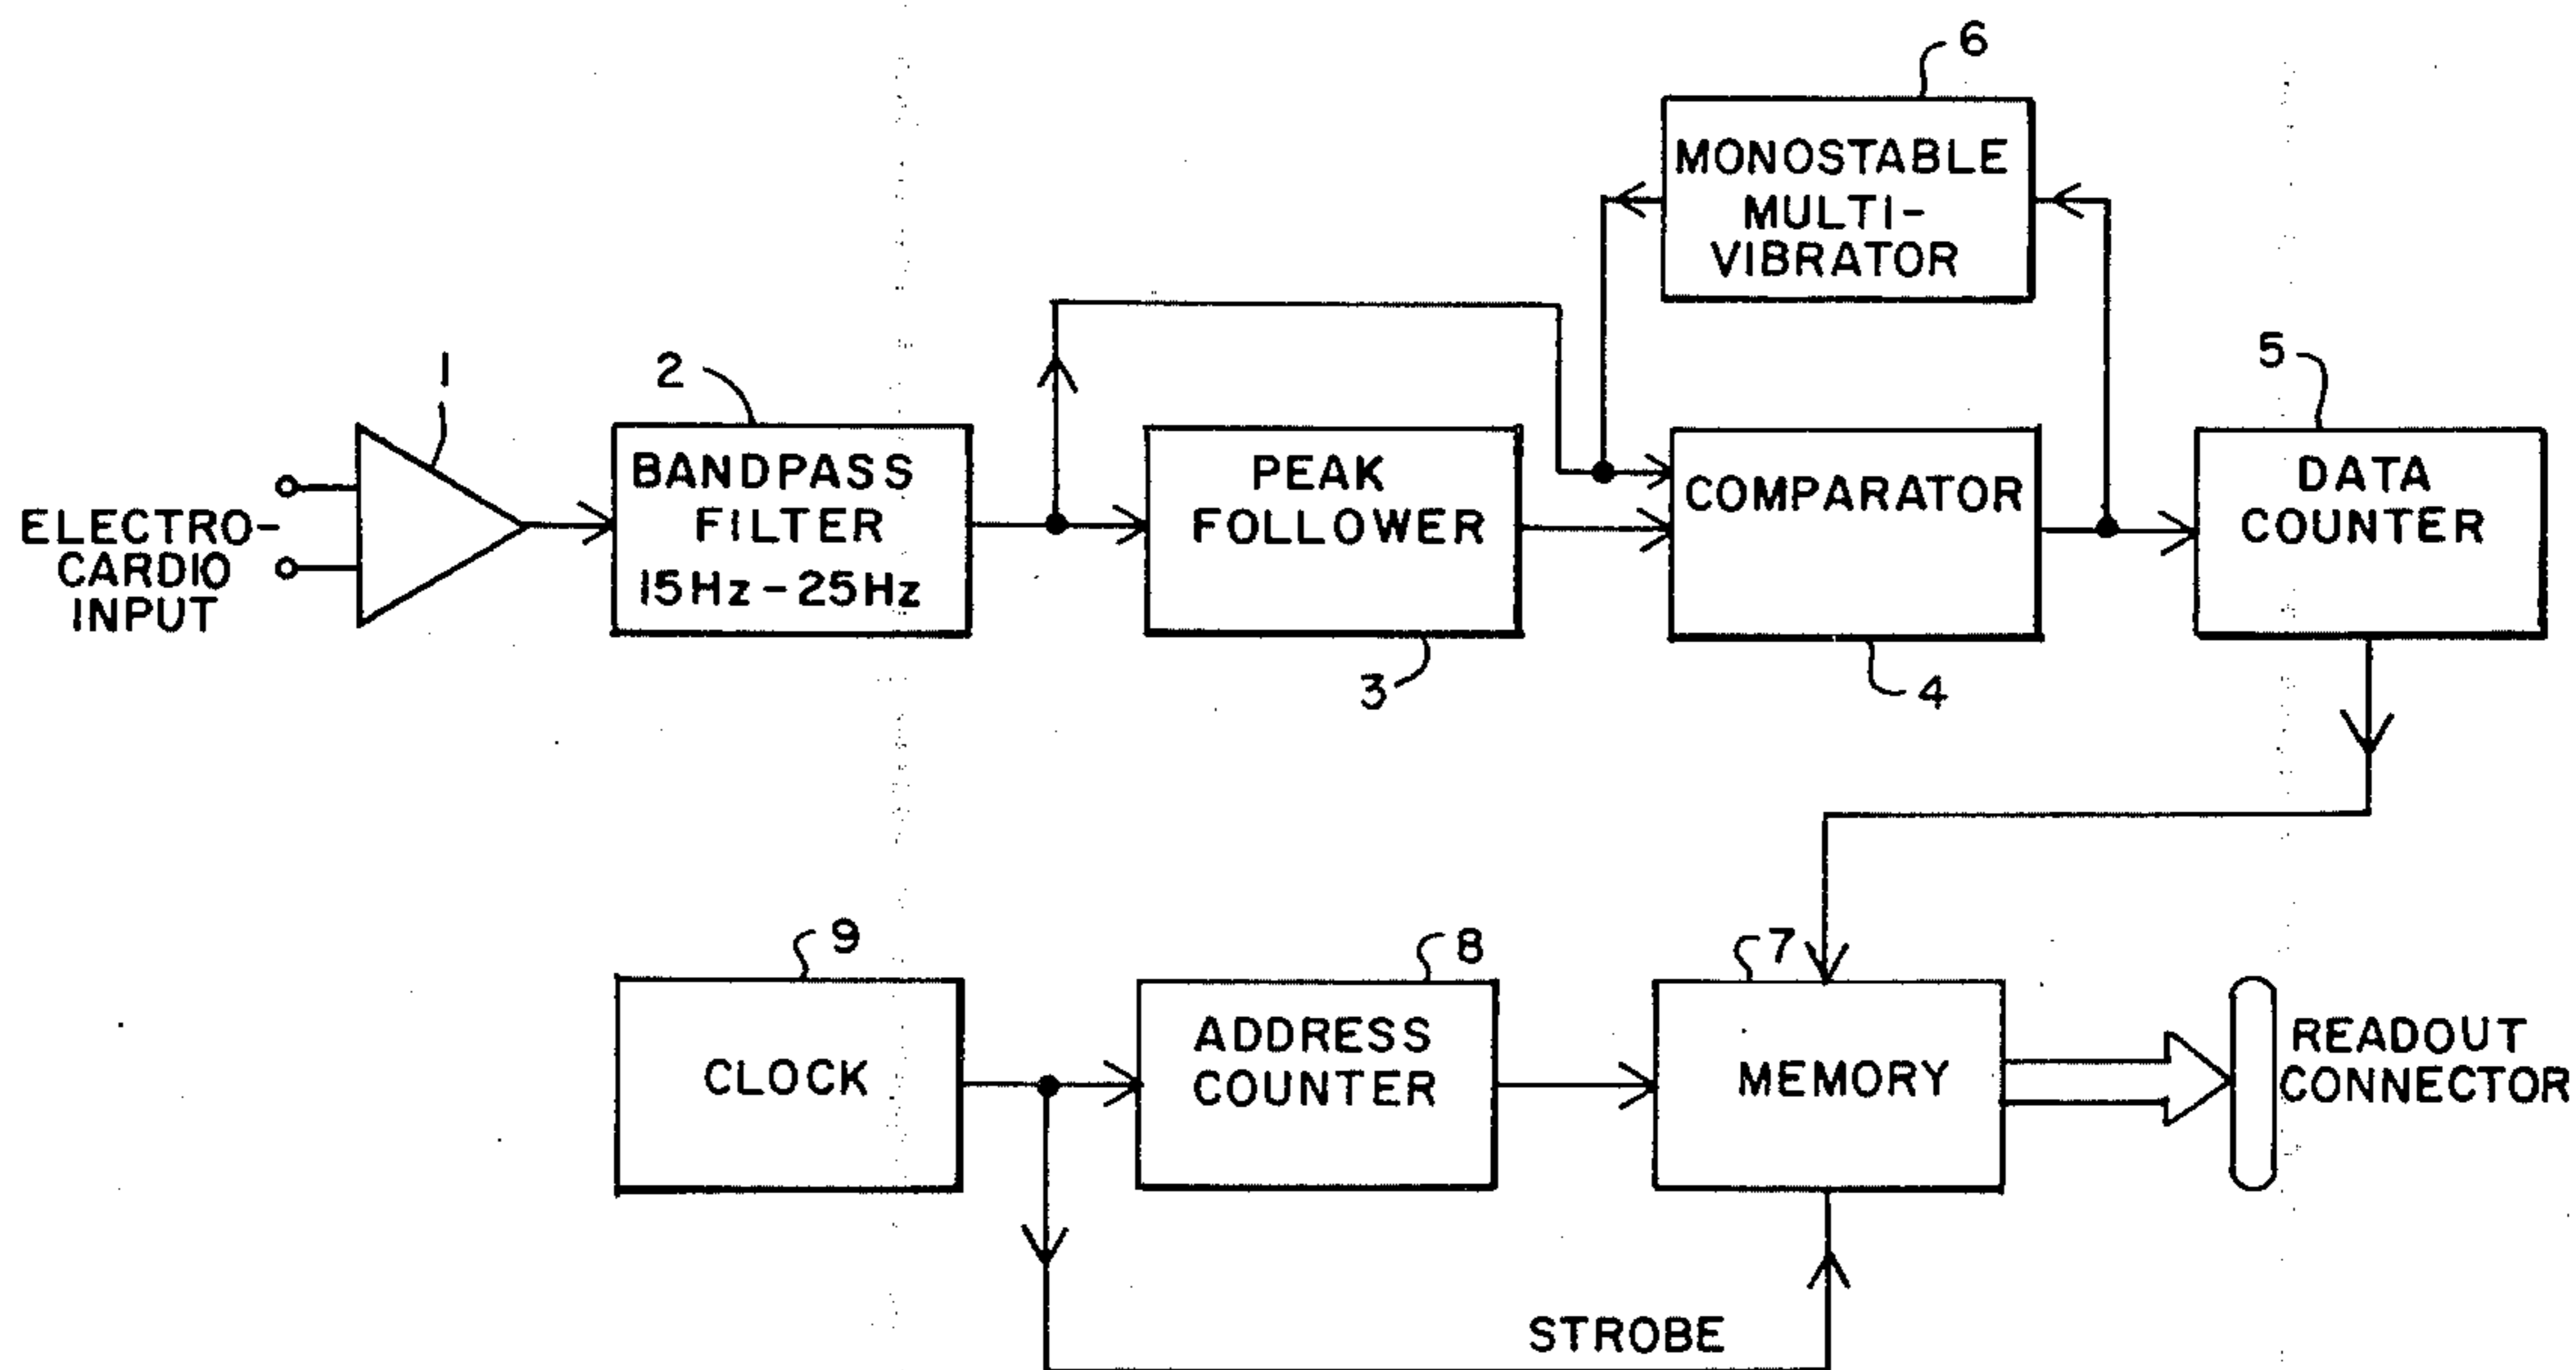 6
MONOSTABLE
MULTI-
VIBRATOR
1
2
5
ELECTRO-
CARDIO
INPUT
BANDPASS
FILTER
15Hz-25Hz
PEAK
FOLLOWER
COMPARATOR
DATA
COUNTER
3
4
9
8
7
CLOCK
ADDRESS
COUNTER
MEMORY
READOUT
CONNECTOR
STROBE